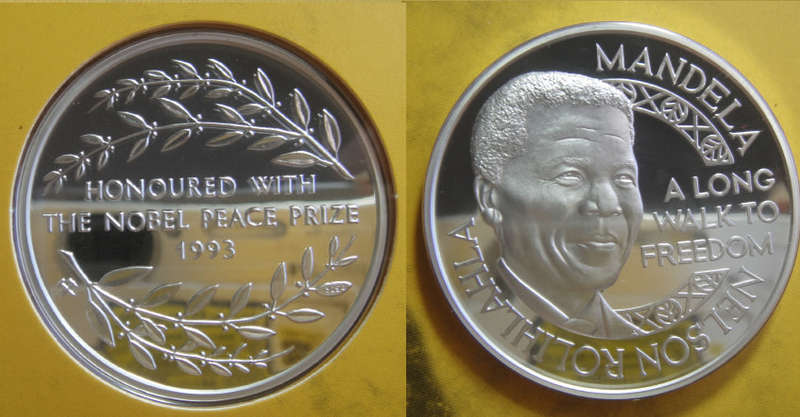 HONOURED WITH
THE NOBEL PEACE PRIZE
1993
MANDELA
A LONG
WALK TO
FREEDOM
NELSON ROLIHLAHLA